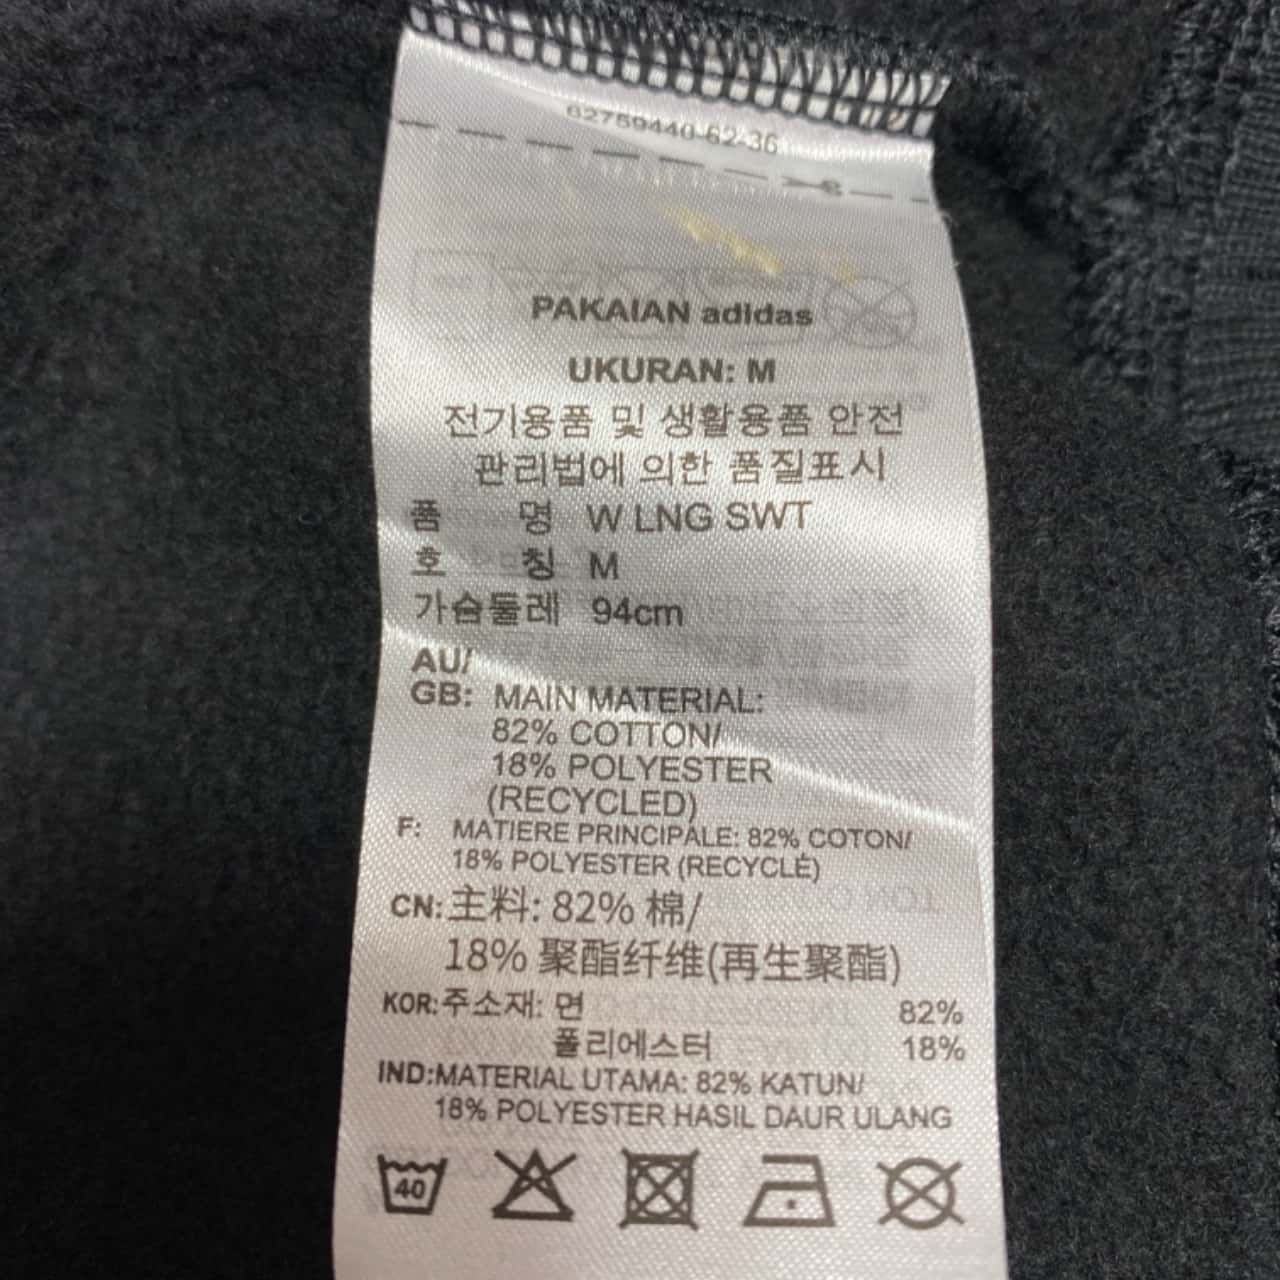 62759440-62-36
PAKAIAN adidas
UKURAN: M
전기용품 및 생활용품 안전
관리법에 의한 품질표시
품 명 W LNG SWT
호 칭 M
가슴둘레 94cm
AU/
GB: MAIN MATERIAL:
82% COTTON/
18% POLYESTER
(RECYCLED)
F: MATIERE PRINCIPALE: 82% COTON/
18% POLYESTER (RECYCLÉ)
CN:主料: 82% 棉/
18% 聚酯纤维(再生聚酯)
KOR:주소재: 면 82%
폴리에스터 18%
IND:MATERIAL UTAMA: 82% KATUN/
18% POLYESTER HASIL DAUR ULANG
40